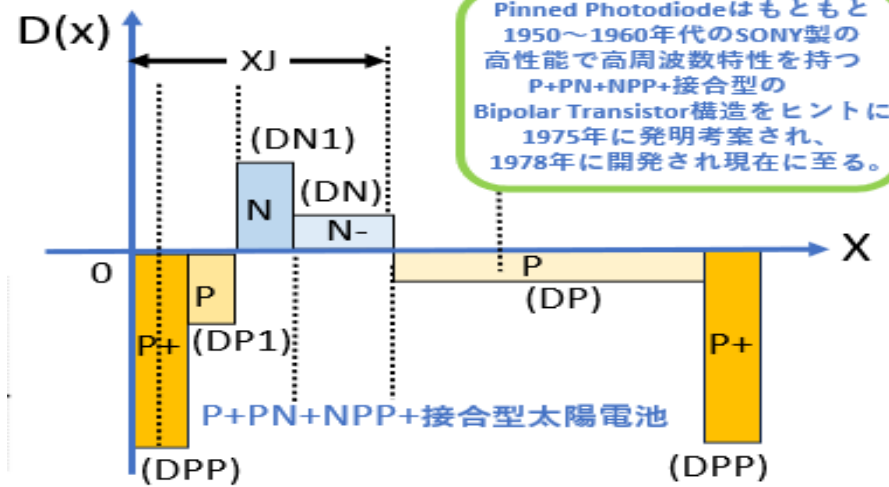 Pinned Photodiodeはもともと
1950～1960年代のSONY製の
高性能で高周波数特性を持つ
P+PN+NPP+接合型の
Bipolar Transistor構造をヒントに
1975年に発明考案され、
1978年に開発され現在に至る。
D(x)
XJ
(DN1)
(DN)
N
N-
X
0
P
P
(DP)
(DP1)
P+
P+
P+PN+NPP+接合型太陽電池
(DPP)
(DPP)